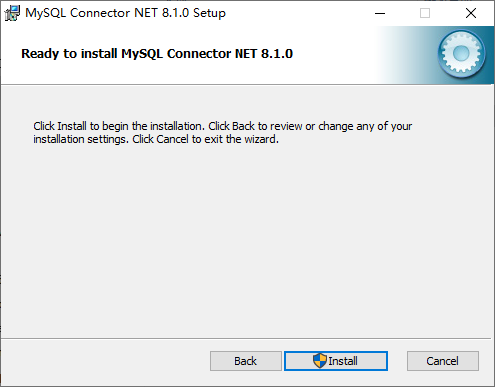 MySQL Connector NET 8.1.0 Setup
Ready to install MySQL Connector NET 8.1.0
Click Install to begin the installation. Click Back to review or change any of your
installation settings. Click Cancel to exit the wizard.
Back Install Cancel